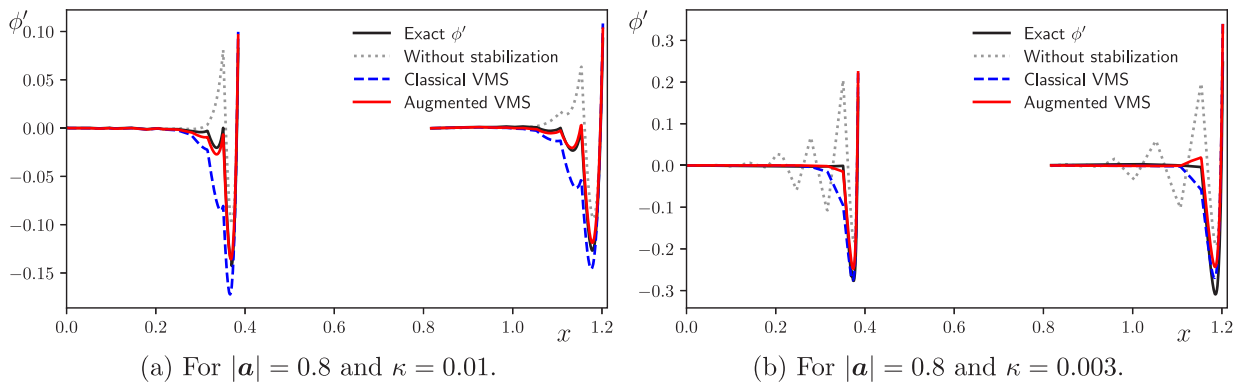 ϕ′
0.10
0.05
0.00
−0.05
−0.10
−0.15
0.0 0.2 0.4 0.6 0.8 1.0 x 1.2
Exact ϕ′
Without stabilization
Classical VMS
Augmented VMS
(a) For |a| = 0.8 and κ = 0.01.
ϕ′
0.3
0.2
0.1
0.0
−0.1
−0.2
−0.3
0.0 0.2 0.4 0.6 0.8 1.0 x 1.2
Exact ϕ′
Without stabilization
Classical VMS
Augmented VMS
(b) For |a| = 0.8 and κ = 0.003.